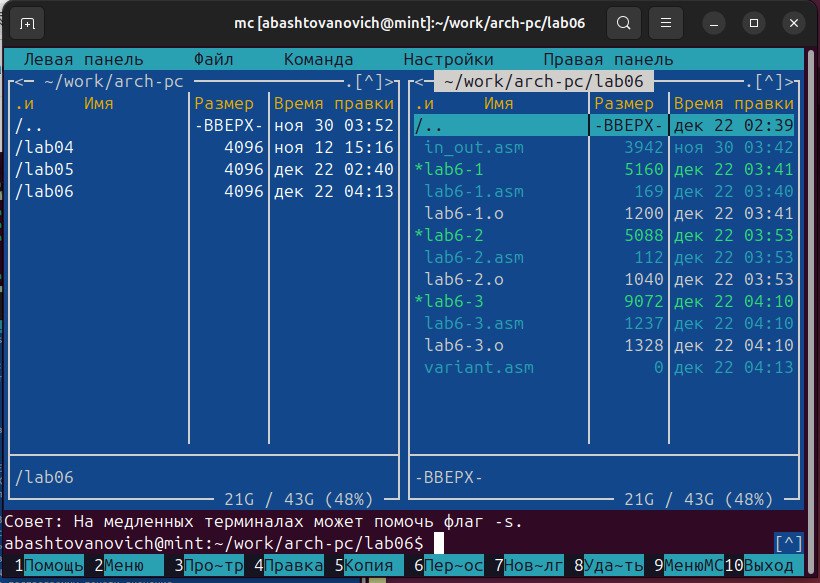 mc [abashtovanovich@mint]:~/work/arch-pc/lab06
Левая панель Файл Команда Настройки Правая панель
<— ~/work/arch-pc .[^]>
.и Имя Размер Время правки
/.. -ВВЕРХ- ноя 30 03:52
/lab04 4096 ноя 12 15:16
/lab05 4096 дек 22 02:40
/lab06 4096 дек 22 04:13
/lab06
21G / 43G (48%)
<— ~/work/arch-pc/lab06 .[^]>
.и Имя Размер Время правки
/.. -ВВЕРХ- дек 22 02:39
in_out.asm 3942 ноя 30 03:42
*lab6-1 5160 дек 22 03:41
lab6-1.asm 169 дек 22 03:40
lab6-1.o 1200 дек 22 03:41
*lab6-2 5088 дек 22 03:53
lab6-2.asm 112 дек 22 03:53
lab6-2.o 1040 дек 22 03:53
*lab6-3 9072 дек 22 04:10
lab6-3.asm 1237 дек 22 04:10
lab6-3.o 1328 дек 22 04:10
variant.asm 0 дек 22 04:13
-ВВЕРХ-
21G / 43G (48%)
Совет: На медленных терминалах может помочь флаг -s.
abashtovanovich@mint:~/work/arch-pc/lab06$ [^]
1Помощь 2Меню 3Про~тр 4Правка 5Копия 6Пер~ос 7Нов~лг 8Уда~ть 9МенюMC 10Выход